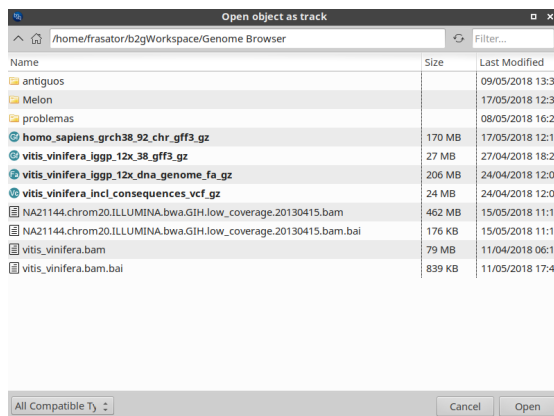 Open object as track
/home/frasator/b2gWorkspace/Genome Browser Filter...
Name Size Last Modified
antiguos 09/05/2018 13:3
Melon 17/05/2018 12:3
problemas 08/05/2018 16:2
homo_sapiens_grch38_92_chr_gff3_gz 170 MB 17/05/2018 12:1
vitis_vinifera_iggp_12x_38_gff3_gz 27 MB 27/04/2018 18:2
vitis_vinifera_iggp_12x_dna_genome_fa_gz 206 MB 24/04/2018 12:0
vitis_vinifera_incl_consequences_vcf_gz 24 MB 24/04/2018 12:0
NA21144.chrom20.ILLUMINA.bwa.GIH.low_coverage.20130415.bam 462 MB 15/05/2018 11:1
NA21144.chrom20.ILLUMINA.bwa.GIH.low_coverage.20130415.bam.bai 176 KB 15/05/2018 11:1
vitis_vinifera.bam 79 MB 11/04/2018 06:1
vitis_vinifera.bam.bai 839 KB 11/05/2018 17:4
All Compatible Ty Cancel Open